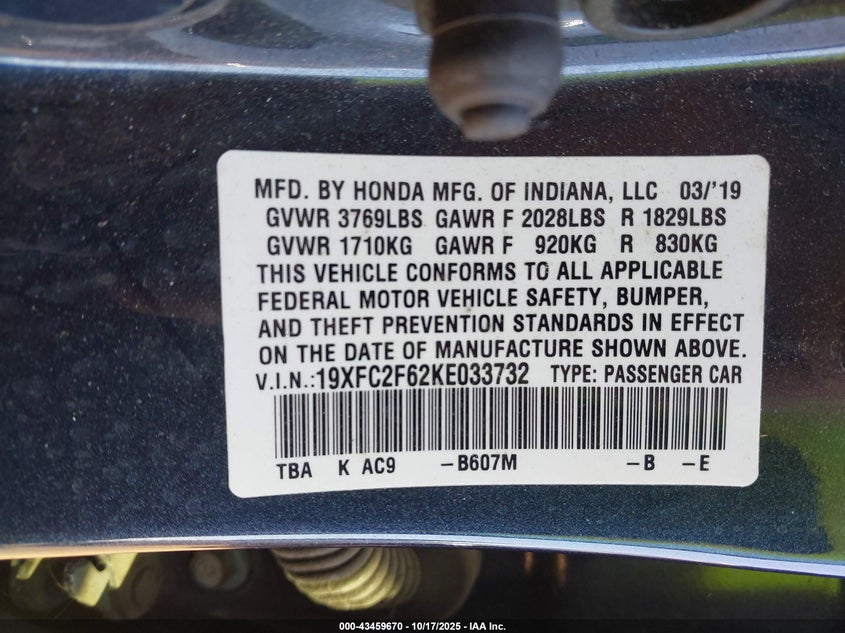 MFD. BY HONDA MFG. OF INDIANA, LLC 03/'19
GVWR 3769LBS GAWR F 2028LBS R 1829LBS
GVWR 1710KG GAWR F 920KG R 830KG
THIS VEHICLE CONFORMS TO ALL APPLICABLE
FEDERAL MOTOR VEHICLE SAFETY, BUMPER,
AND THEFT PREVENTION STANDARDS IN EFFECT
ON THE DATE OF MANUFACTURE SHOWN ABOVE.
V.I.N.:19XFC2F62KE033732 TYPE: PASSENGER CAR
TBA K AC9 -B607M -B -E
000-43459670 - 10/17/2025 - IAA Inc.